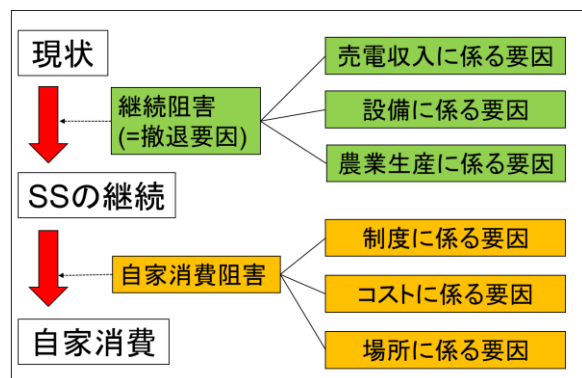 現状
継続阻害
(=撤退要因)
売電収入に係る要因
設備に係る要因
農業生産に係る要因
SSの継続
自家消費阻害
制度に係る要因
コストに係る要因
場所に係る要因
自家消費